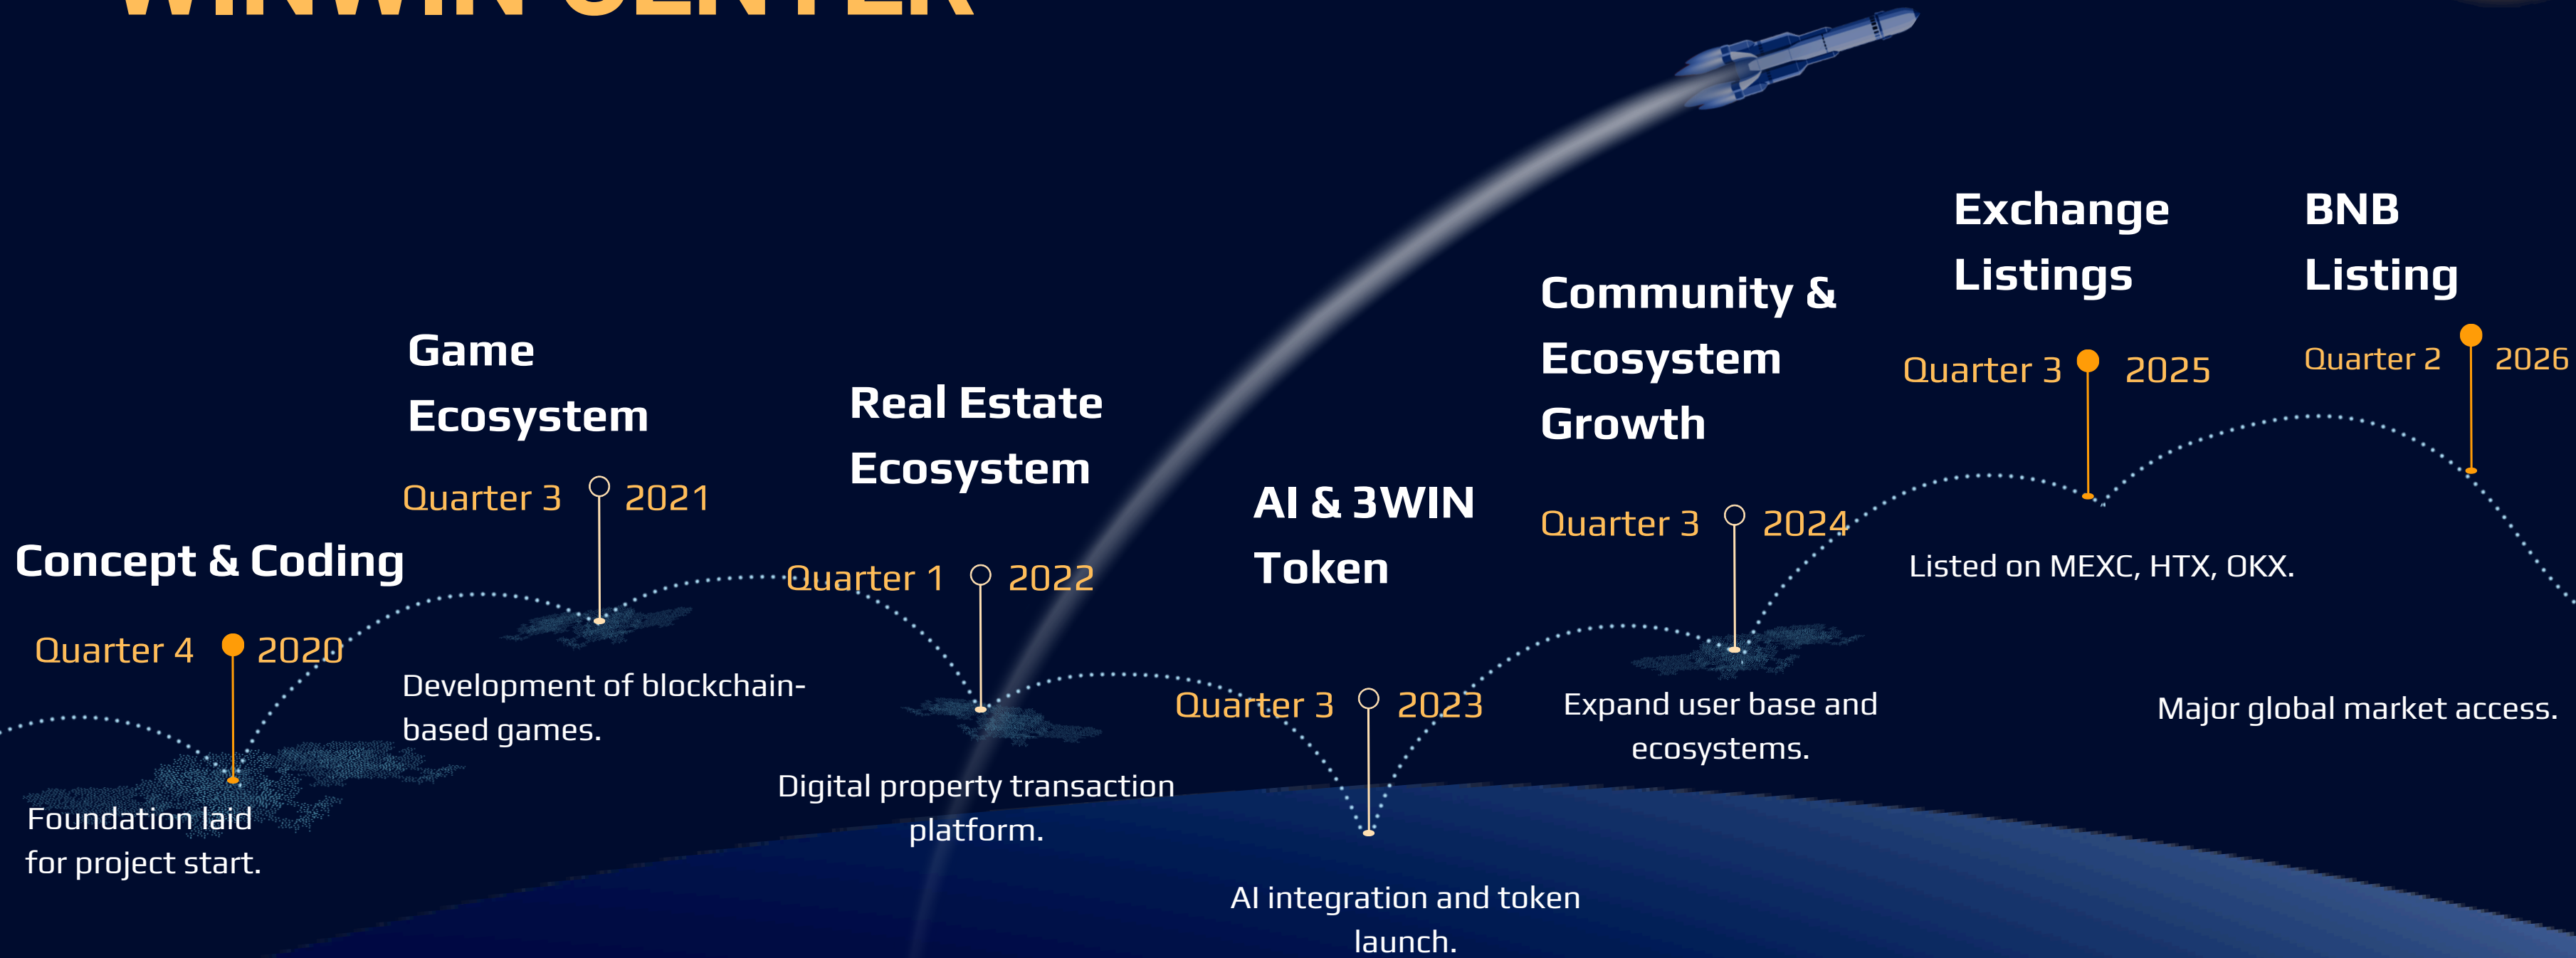 WINWIN CENTER
Concept & Coding
Quarter 4 2020
Foundation laid
for project start.
Game
Ecosystem
Quarter 3 2021
Development of blockchain-
based games.
Real Estate
Ecosystem
Quarter 1 2022
Digital property transaction
platform.
AI & 3WIN
Token
Quarter 3 2023
AI integration and token
launch.
Community &
Ecosystem
Growth
Quarter 3 2024
Expand user base and
ecosystems.
Exchange
Listings
Quarter 3 2025
Listed on MEXC, HTX, OKX.
BNB
Listing
Quarter 2 2026
Major global market access.